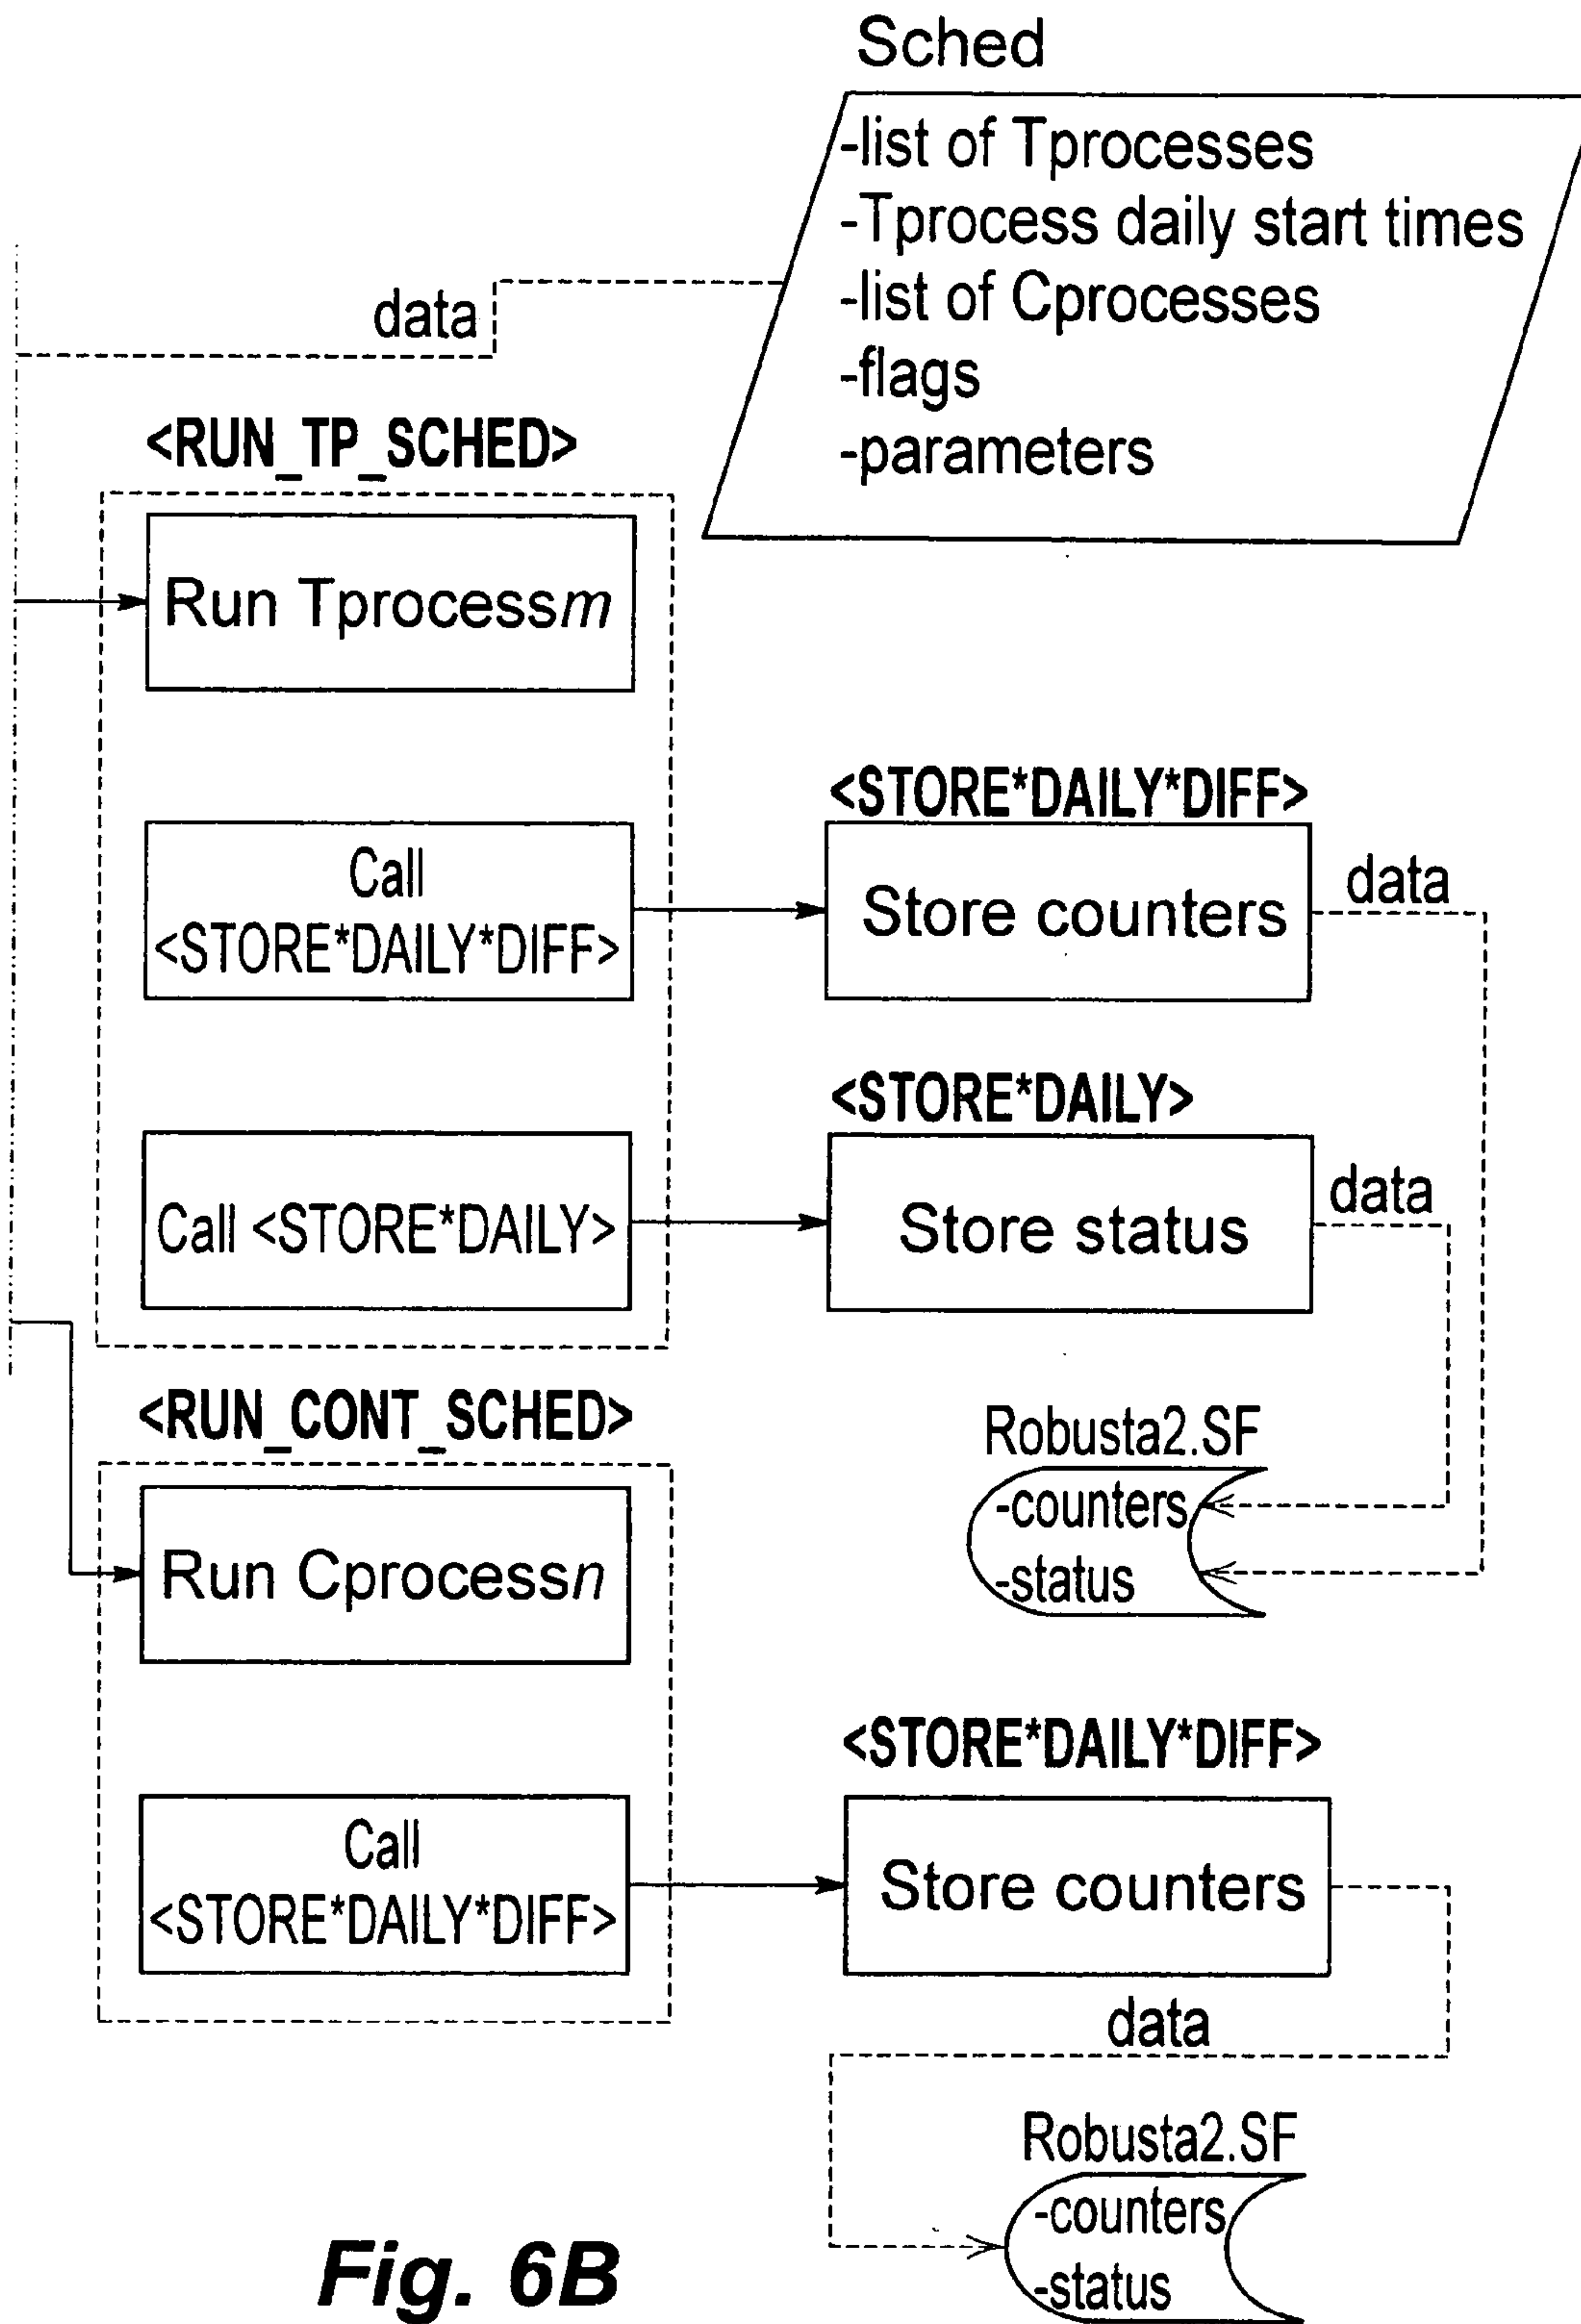 Sched
-list of Tprocesses
-Tprocess daily start times
-list of Cprocesses
-flags
-parameters
data
<RUN_TP_SCHED>
Run Tprocessm
Call
<STORE*DAILY*DIFF>
<STORE*DAILY*DIFF>
Store counters
data
Call <STORE*DAILY>
<STORE*DAILY>
Store status
data
Robusta2.SF
-counters
-status
<RUN_CONT_SCHED>
Run Cprocessn
Call
<STORE*DAILY*DIFF>
<STORE*DAILY*DIFF>
Store counters
data
Robusta2.SF
-counters
-status
Fig. 6B